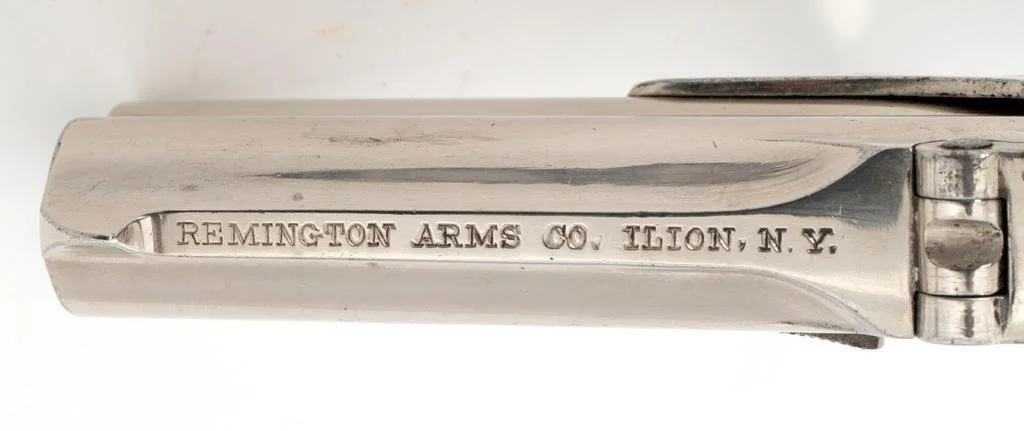 REMINGTON ARMS CO. ILION, N.Y.